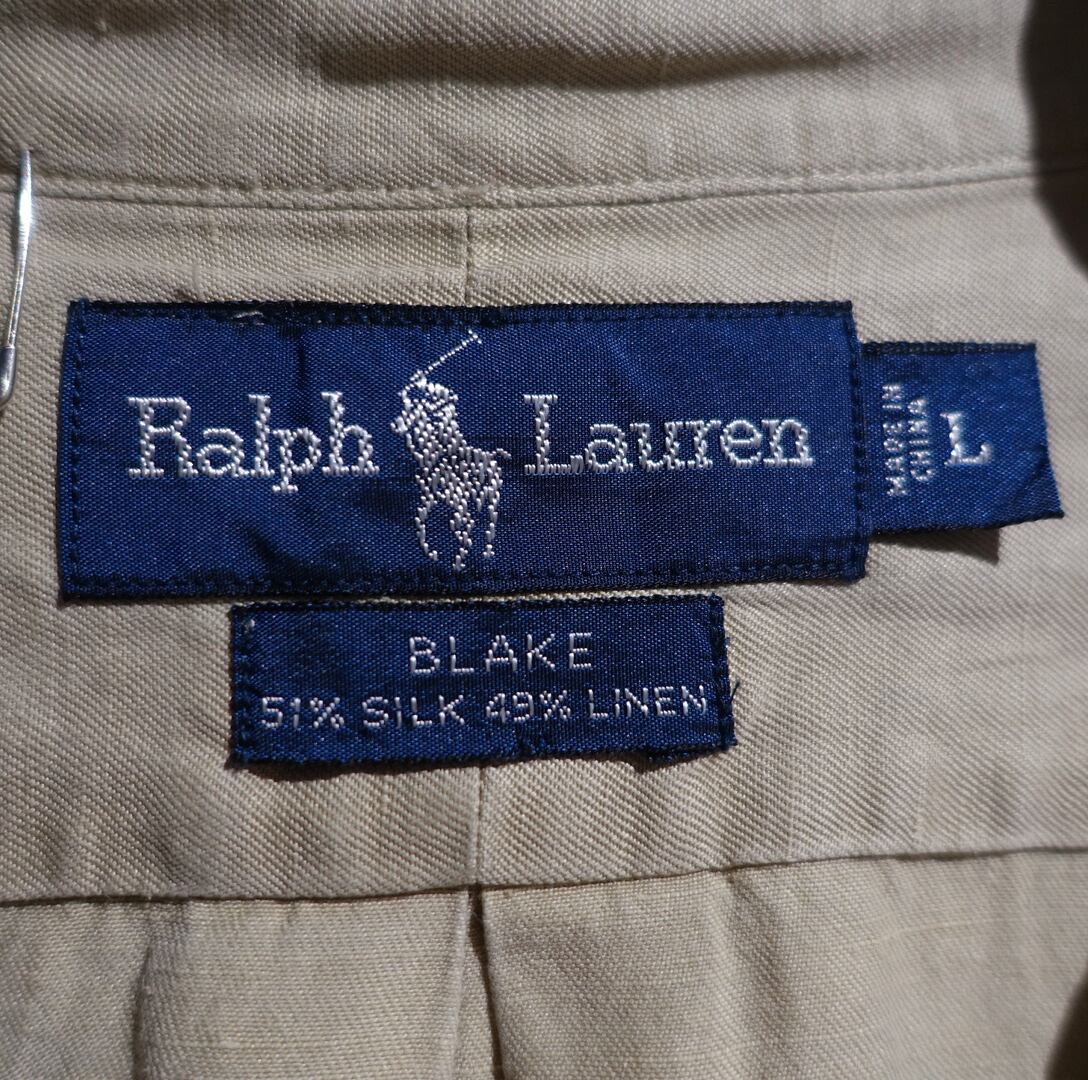 Ralph Lauren
MADE IN
CHINA
L
BLAKE
51% SILK 49% LINEN